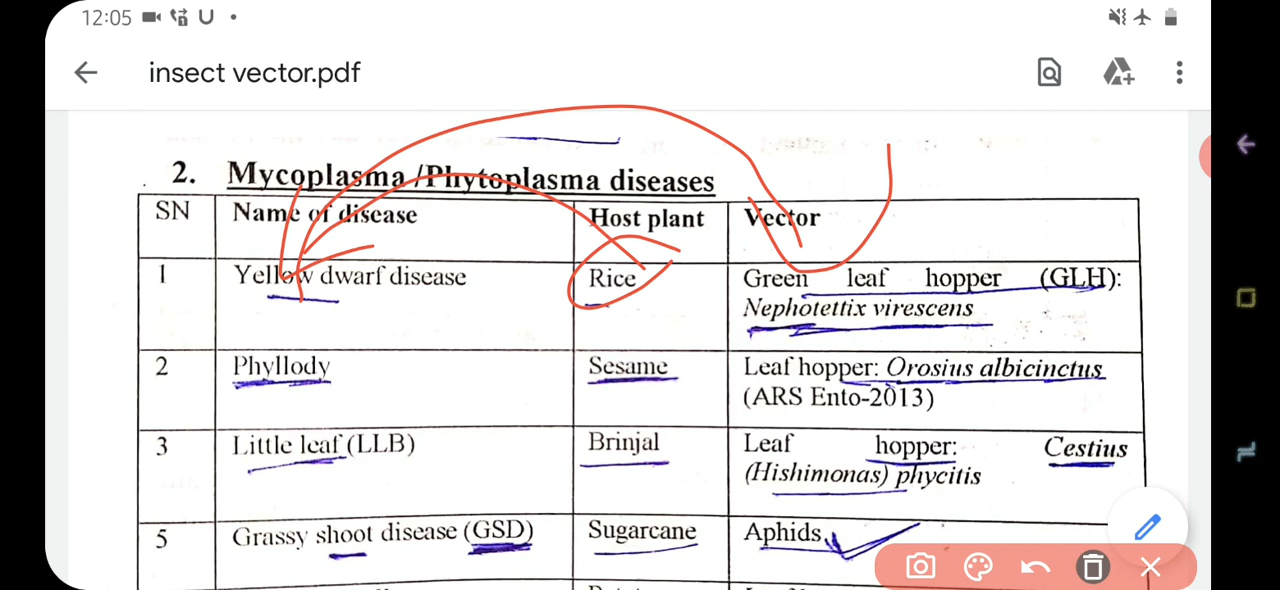 12:05
insect vector.pdf
2. Mycoplasma /Phytoplasma diseases
SN Name of disease Host plant Vector
1 Yellow dwarf disease Rice Green leaf hopper (GLH):
Nephotettix virescens
2 Phyllody Sesame Leaf hopper: Orosius albicinctus
(ARS Ento-2013)
3 Little leaf (LLB) Brinjal Leaf hopper: Cestius
(Hishimonas) phycitis
5 Grassy shoot disease (GSD) Sugarcane Aphids